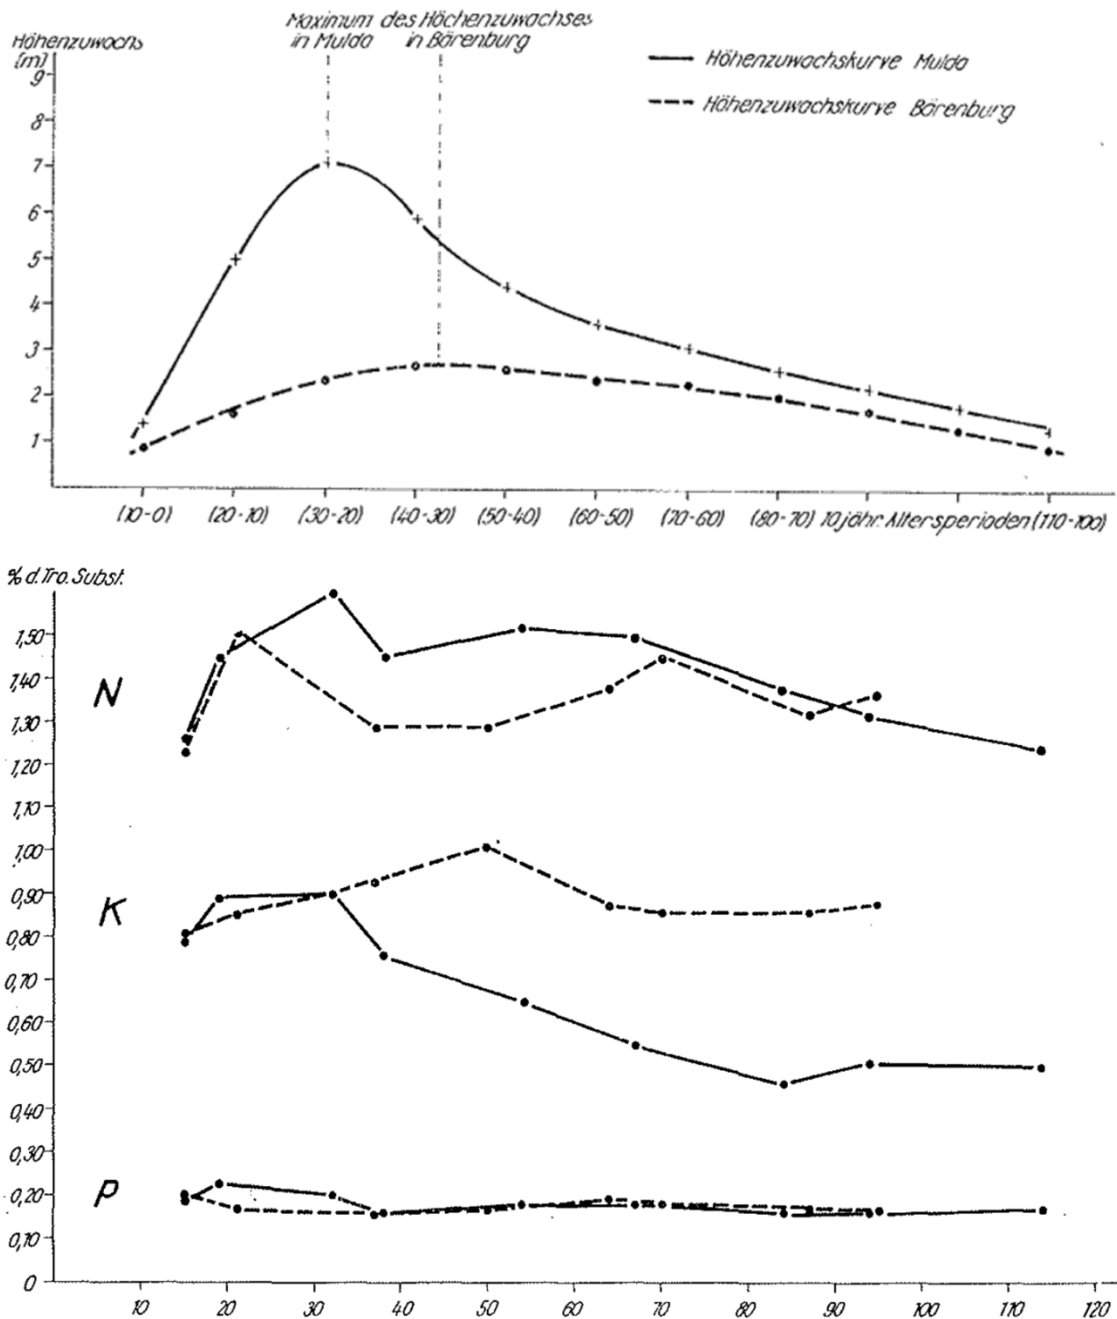 Maximum des Höchenzuwachses
in Mulda in Bärenburg
Höhenzuwachs
[m]
Höhenzuwachskurve Mulda
Höhenzuwachskurve Bärenburg
9
8
7
6
5
4
3
2
1
(10-0) (20-10) (30-20) (40-30) (50-40) (60-50) (70-60) (80-70) 10jähr. Altersperioden (110-100)
% d. Tro. Subst.
1,50
1,40
N
1,30
1,20
1,10
1,00
0,90
K
0,80
0,70
0,60
0,50
0,40
0,30
P
0,20
0,10
0
10 20 30 40 50 60 70 80 90 100 110 120